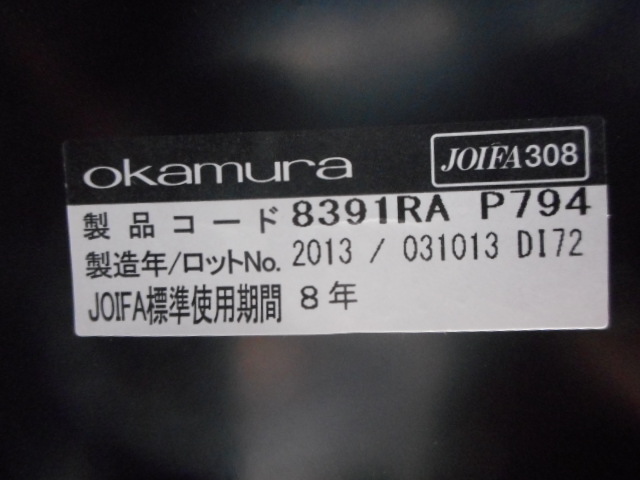 okamura JOIFA308
製品コード 8391RA P794
製造年/ロットNo. 2013 / 031013 DI72
JOIFA標準使用期間 8年